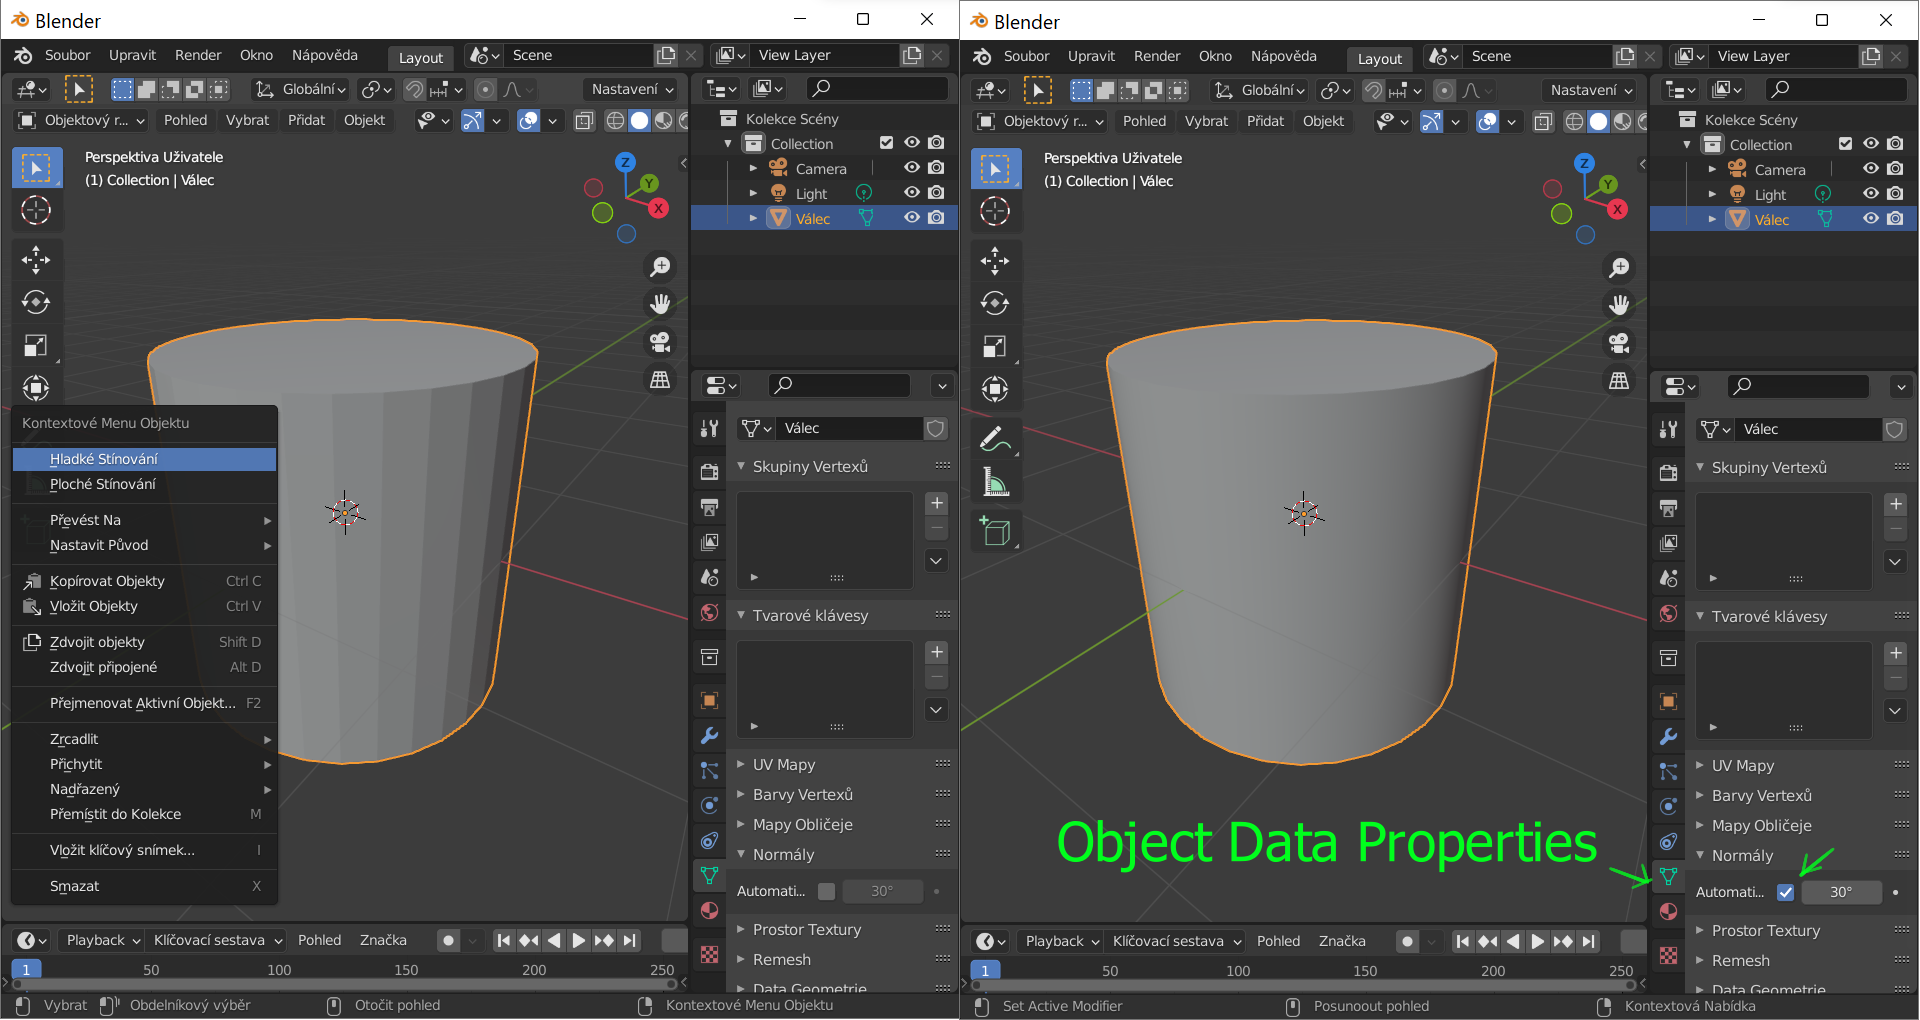 Blender
Soubor Upravit Render Okno Nápověda Layout Scene View Layer
Globální Nastavení
Objektový r... Pohled Vybrat Přidat Objekt
Perspektiva Uživatele
(1) Collection | Válec
Z
Y
X
Kolekce Scény
Collection
Camera
Light
Válec
Kontextové Menu Objektu
Hladké Stínování
Ploché Stínování
Převést Na
Nastavit Původ
Kopírovat Objekty Ctrl C
Vložit Objekty Ctrl V
Zdvojit objekty Shift D
Zdvojit připojené Alt D
Přejmenovat Aktivní Objekt... F2
Zrcadlit
Přichytit
Nadřazený
Přemístit do Kolekce M
Vložit klíčový snímek... I
Smazat X
Válec
Skupiny Vertexů
Tvarové klávesy
UV Mapy
Barvy Vertexů
Mapy Obličeje
Normály
Automati... 30°
Prostor Textury
Remesh
Data Geometrie
Playback Klíčovací sestava Pohled Značka
1 50 100 150 200 250
Vybrat Obdelníkový výběr Otočit pohled Kontextové Menu Objektu
Blender
Soubor Upravit Render Okno Nápověda Layout Scene View Layer
Globální Nastavení
Objektový r... Pohled Vybrat Přidat Objekt
Perspektiva Uživatele
(1) Collection | Válec
Z
Y
X
Kolekce Scény
Collection
Camera
Light
Válec
Válec
Skupiny Vertexů
Tvarové klávesy
UV Mapy
Barvy Vertexů
Mapy Obličeje
Normály
Automati... 30°
Prostor Textury
Remesh
Data Geometrie
Object Data Properties
Playback Klíčovací sestava Pohled Značka
1 50 100 150 200 250
Set Active Modifier Posunoout pohled Kontextová Nabídka